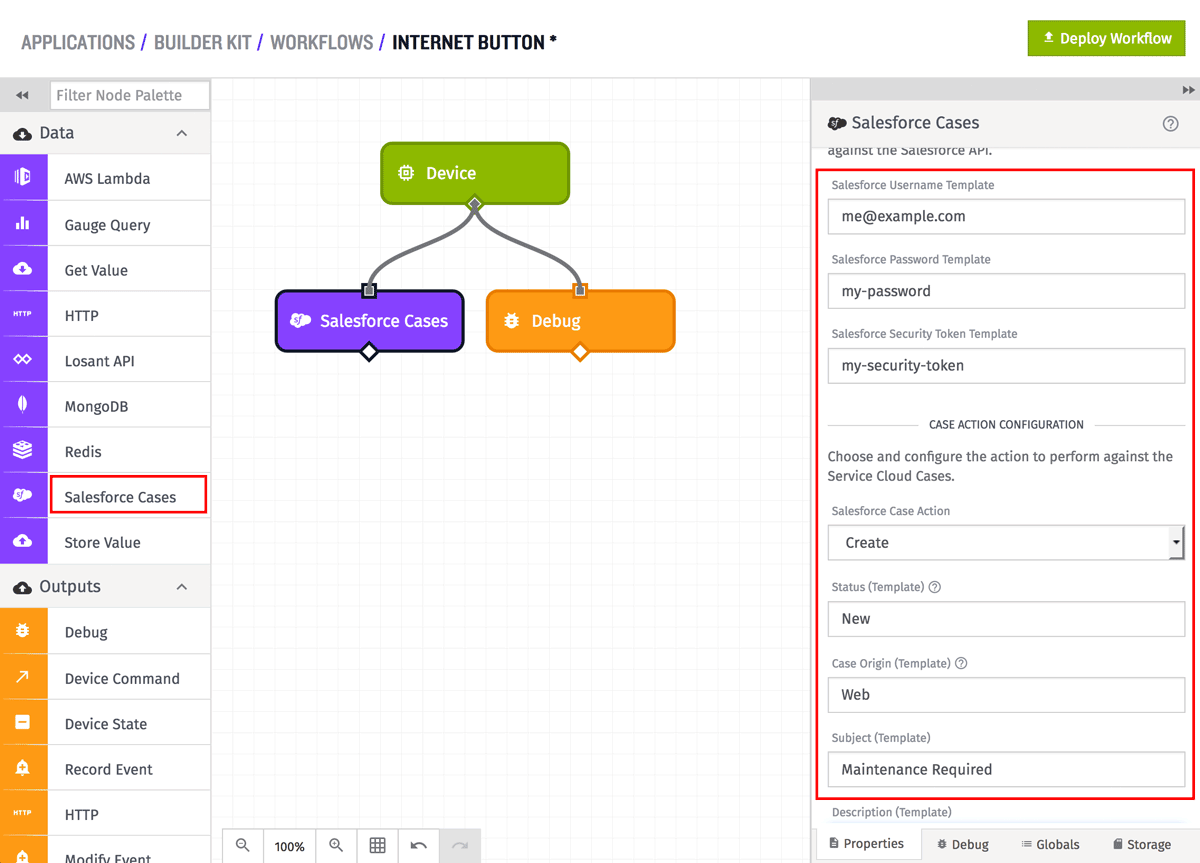 APPLICATIONS / BUILDER KIT / WORKFLOWS / INTERNET BUTTON *
Deploy Workflow
Filter Node Palette
Data
AWS Lambda
Gauge Query
Get Value
HTTP
HTTP
Losant API
MongoDB
Redis
sf
Salesforce Cases
Store Value
Outputs
Debug
Device Command
Device State
Record Event
HTTP
HTTP
Modify Event
Device
sf
Salesforce Cases
Debug
100%
sf
Salesforce Cases
against the Salesforce API.
Salesforce Username Template
me@example.com
Salesforce Password Template
my-password
Salesforce Security Token Template
my-security-token
CASE ACTION CONFIGURATION
Choose and configure the action to perform against the
Service Cloud Cases.
Salesforce Case Action
Create
Status (Template)
New
Case Origin (Template)
Web
Subject (Template)
Maintenance Required
Description (Template)
Properties
Debug
Globals
Storage